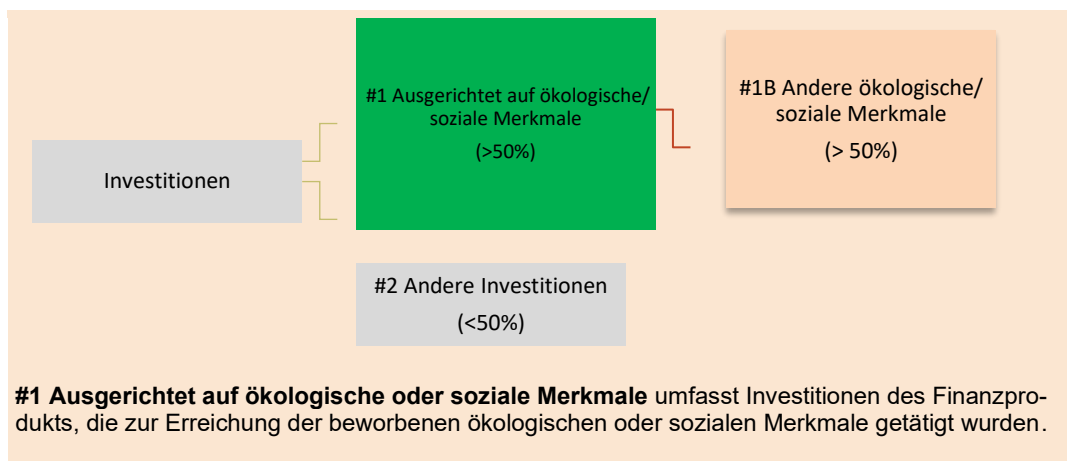 Investitionen
#1 Ausgerichtet auf ökologische/
soziale Merkmale
(>50%)
#1B Andere ökologische/
soziale Merkmale
(> 50%)
#2 Andere Investitionen
(<50%)
#1 Ausgerichtet auf ökologische oder soziale Merkmale umfasst Investitionen des Finanzpro-
dukts, die zur Erreichung der beworbenen ökologischen oder sozialen Merkmale getätigt wurden.